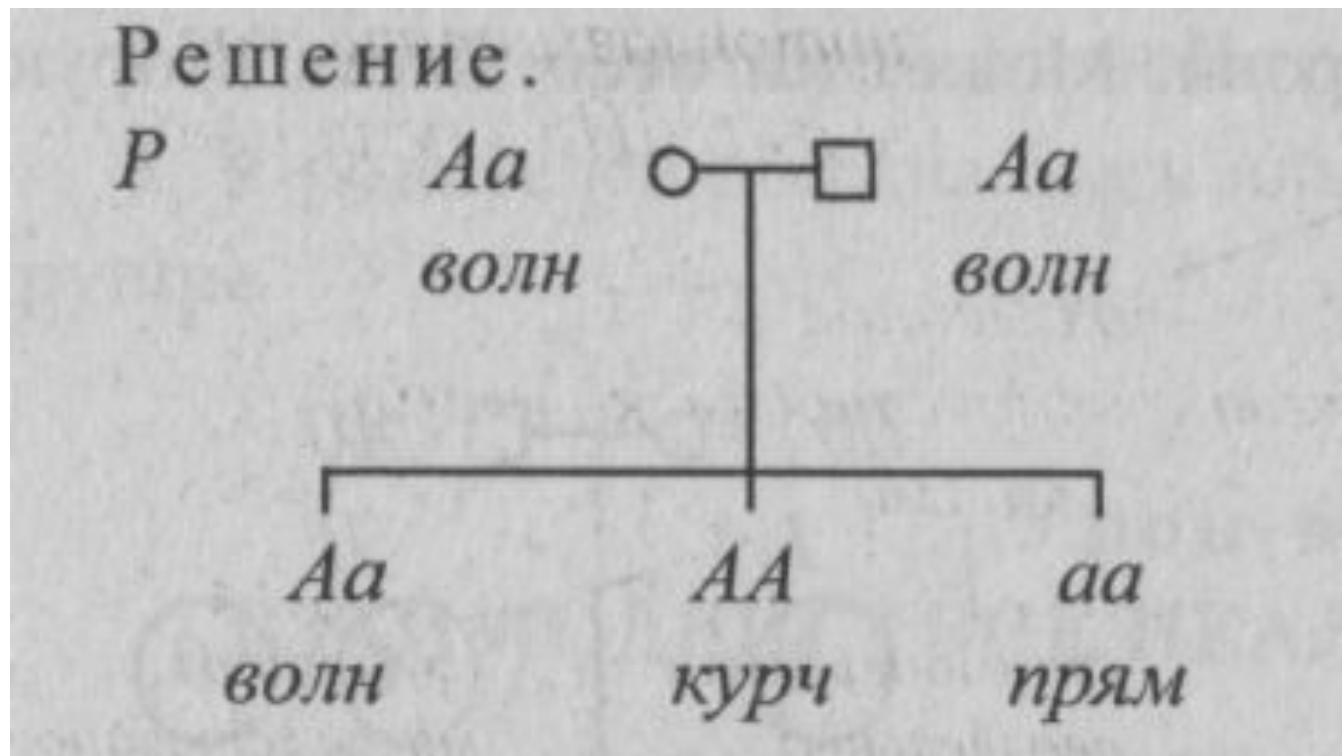 Решение.
P Aa Aa
волн волн
Aa AA aa
волн курч прям